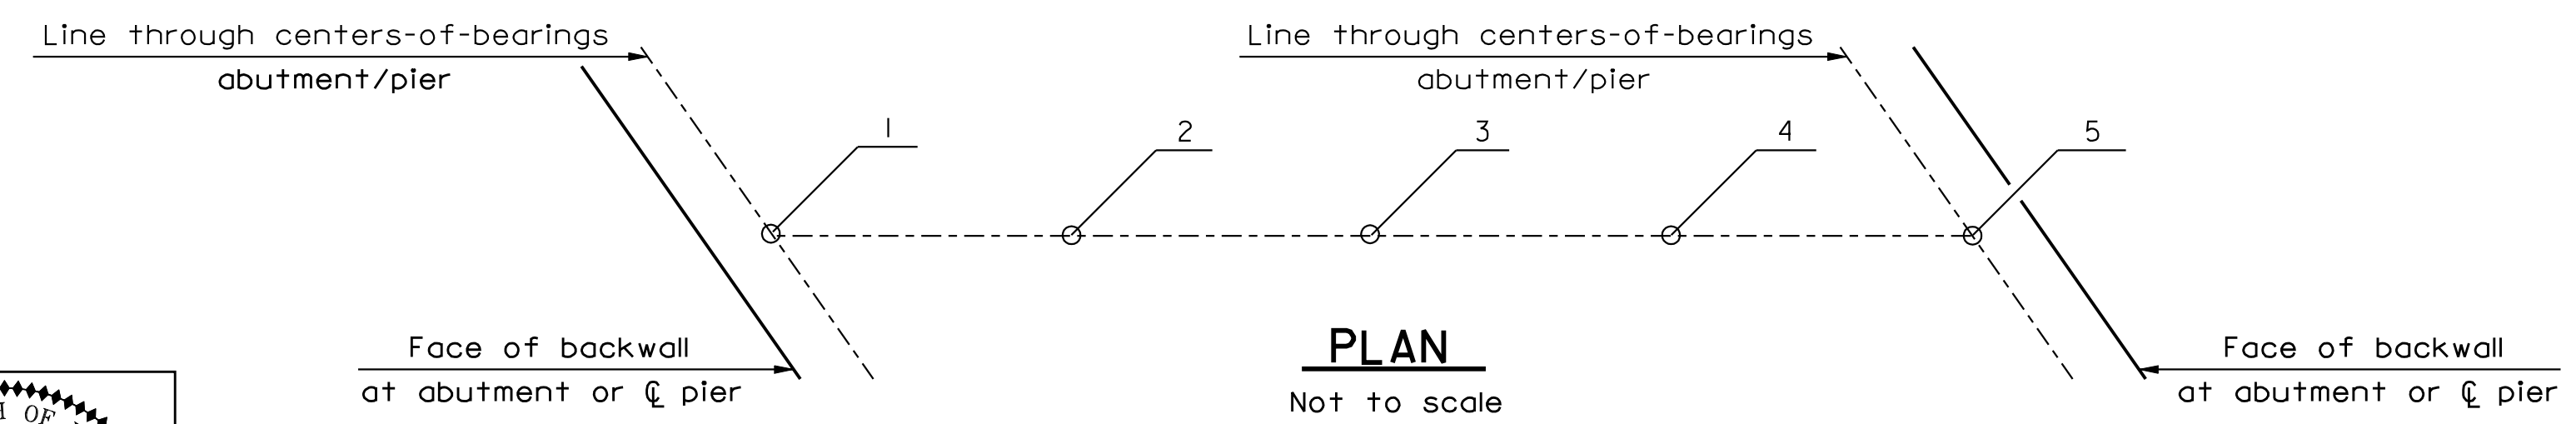 Line through centers-of-bearings
abutment/pier
Line through centers-of-bearings
abutment/pier
1
2
3
4
5
Face of backwall
at abutment or ℄ pier
PLAN
Not to scale
Face of backwall
at abutment or ℄ pier
OF